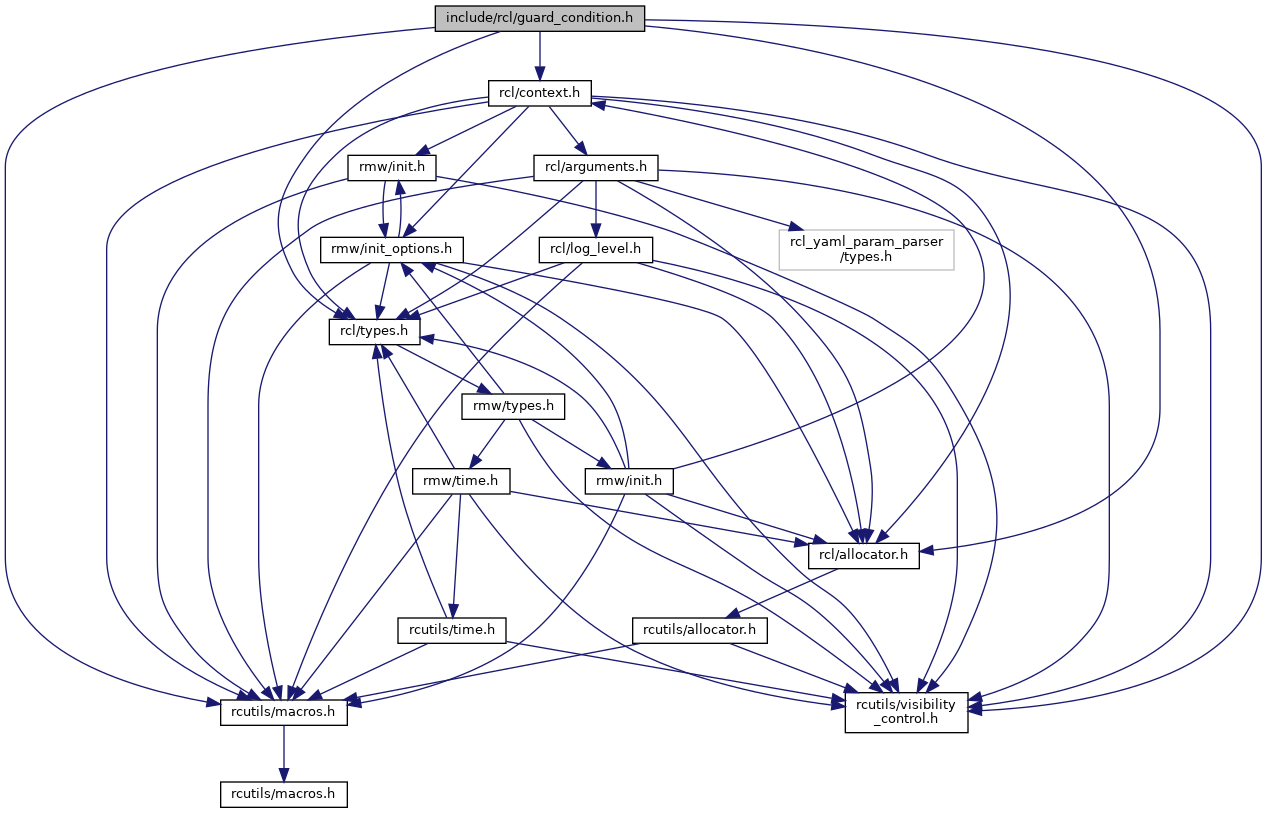 include/rcl/guard_condition.h
rcl/context.h
rmw/init.h
rcl/arguments.h
rmw/init_options.h
rcl/log_level.h
rcl_yaml_param_parser
/types.h
rcl/types.h
rmw/types.h
rmw/time.h
rmw/init.h
rcl/allocator.h
rcutils/time.h
rcutils/allocator.h
rcutils/macros.h
rcutils/visibility
_control.h
rcutils/macros.h